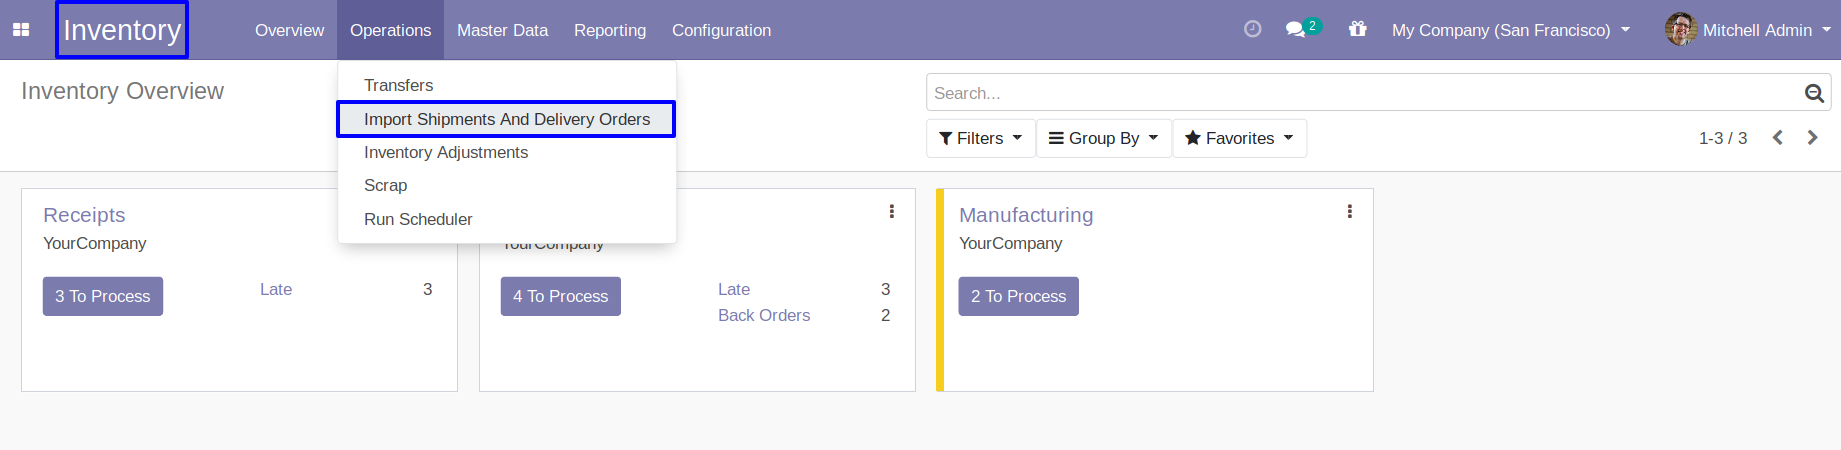 Inventory Overview Operations Master Data Reporting Configuration 2 My Company (San Francisco) Mitchell Admin
Inventory Overview
Search...
Filters Group By Favorites 1-3 / 3
Transfers
Import Shipments And Delivery Orders
Inventory Adjustments
Scrap
Run Scheduler
Receipts
YourCompany
3 To Process Late 3
YourCompany
4 To Process Late 3
Back Orders 2
Manufacturing
YourCompany
2 To Process